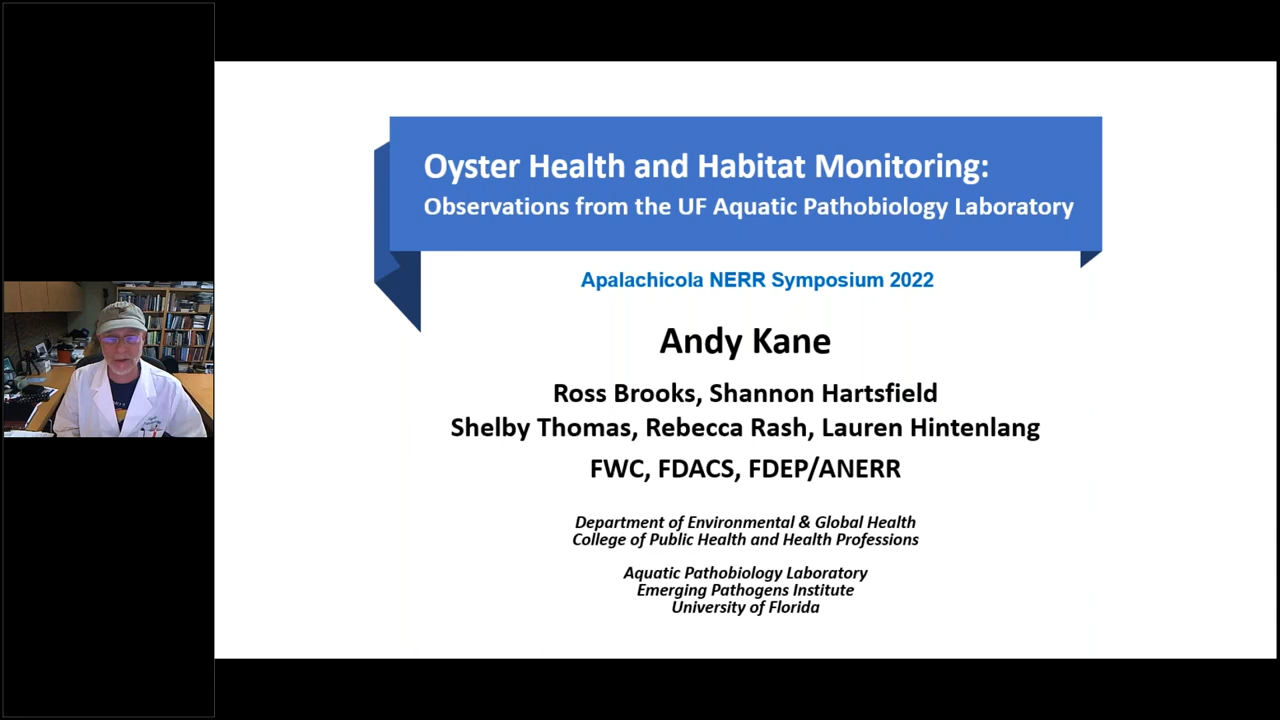 Oyster Health and Habitat Monitoring:
Observations from the UF Aquatic Pathobiology Laboratory
Apalachicola NERR Symposium 2022
Andy Kane
Ross Brooks, Shannon Hartsfield
Shelby Thomas, Rebecca Rash, Lauren Hintenlang
FWC, FDACS, FDEP/ANERR
Department of Environmental & Global Health
College of Public Health and Health Professions
Aquatic Pathobiology Laboratory
Emerging Pathogens Institute
University of Florida